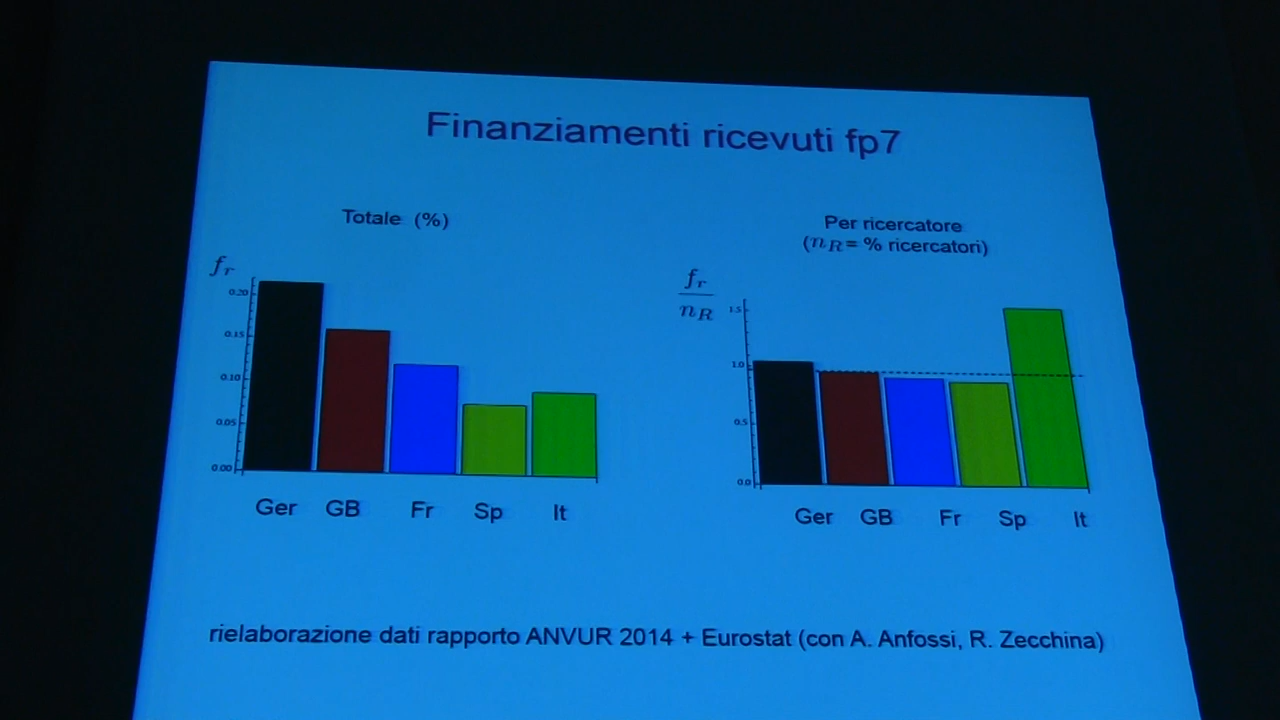 Finanziamenti ricevuti fp7
Totale (%)
Per ricercatore
(nR= % ricercatori)
fr
0.20
0.15
0.10
0.05
0.00
Ger GB Fr Sp It
fr
nR
1.5
1.0
0.5
0.0
Ger GB Fr Sp It
rielaborazione dati rapporto ANVUR 2014 + Eurostat (con A. Anfossi, R. Zecchina)